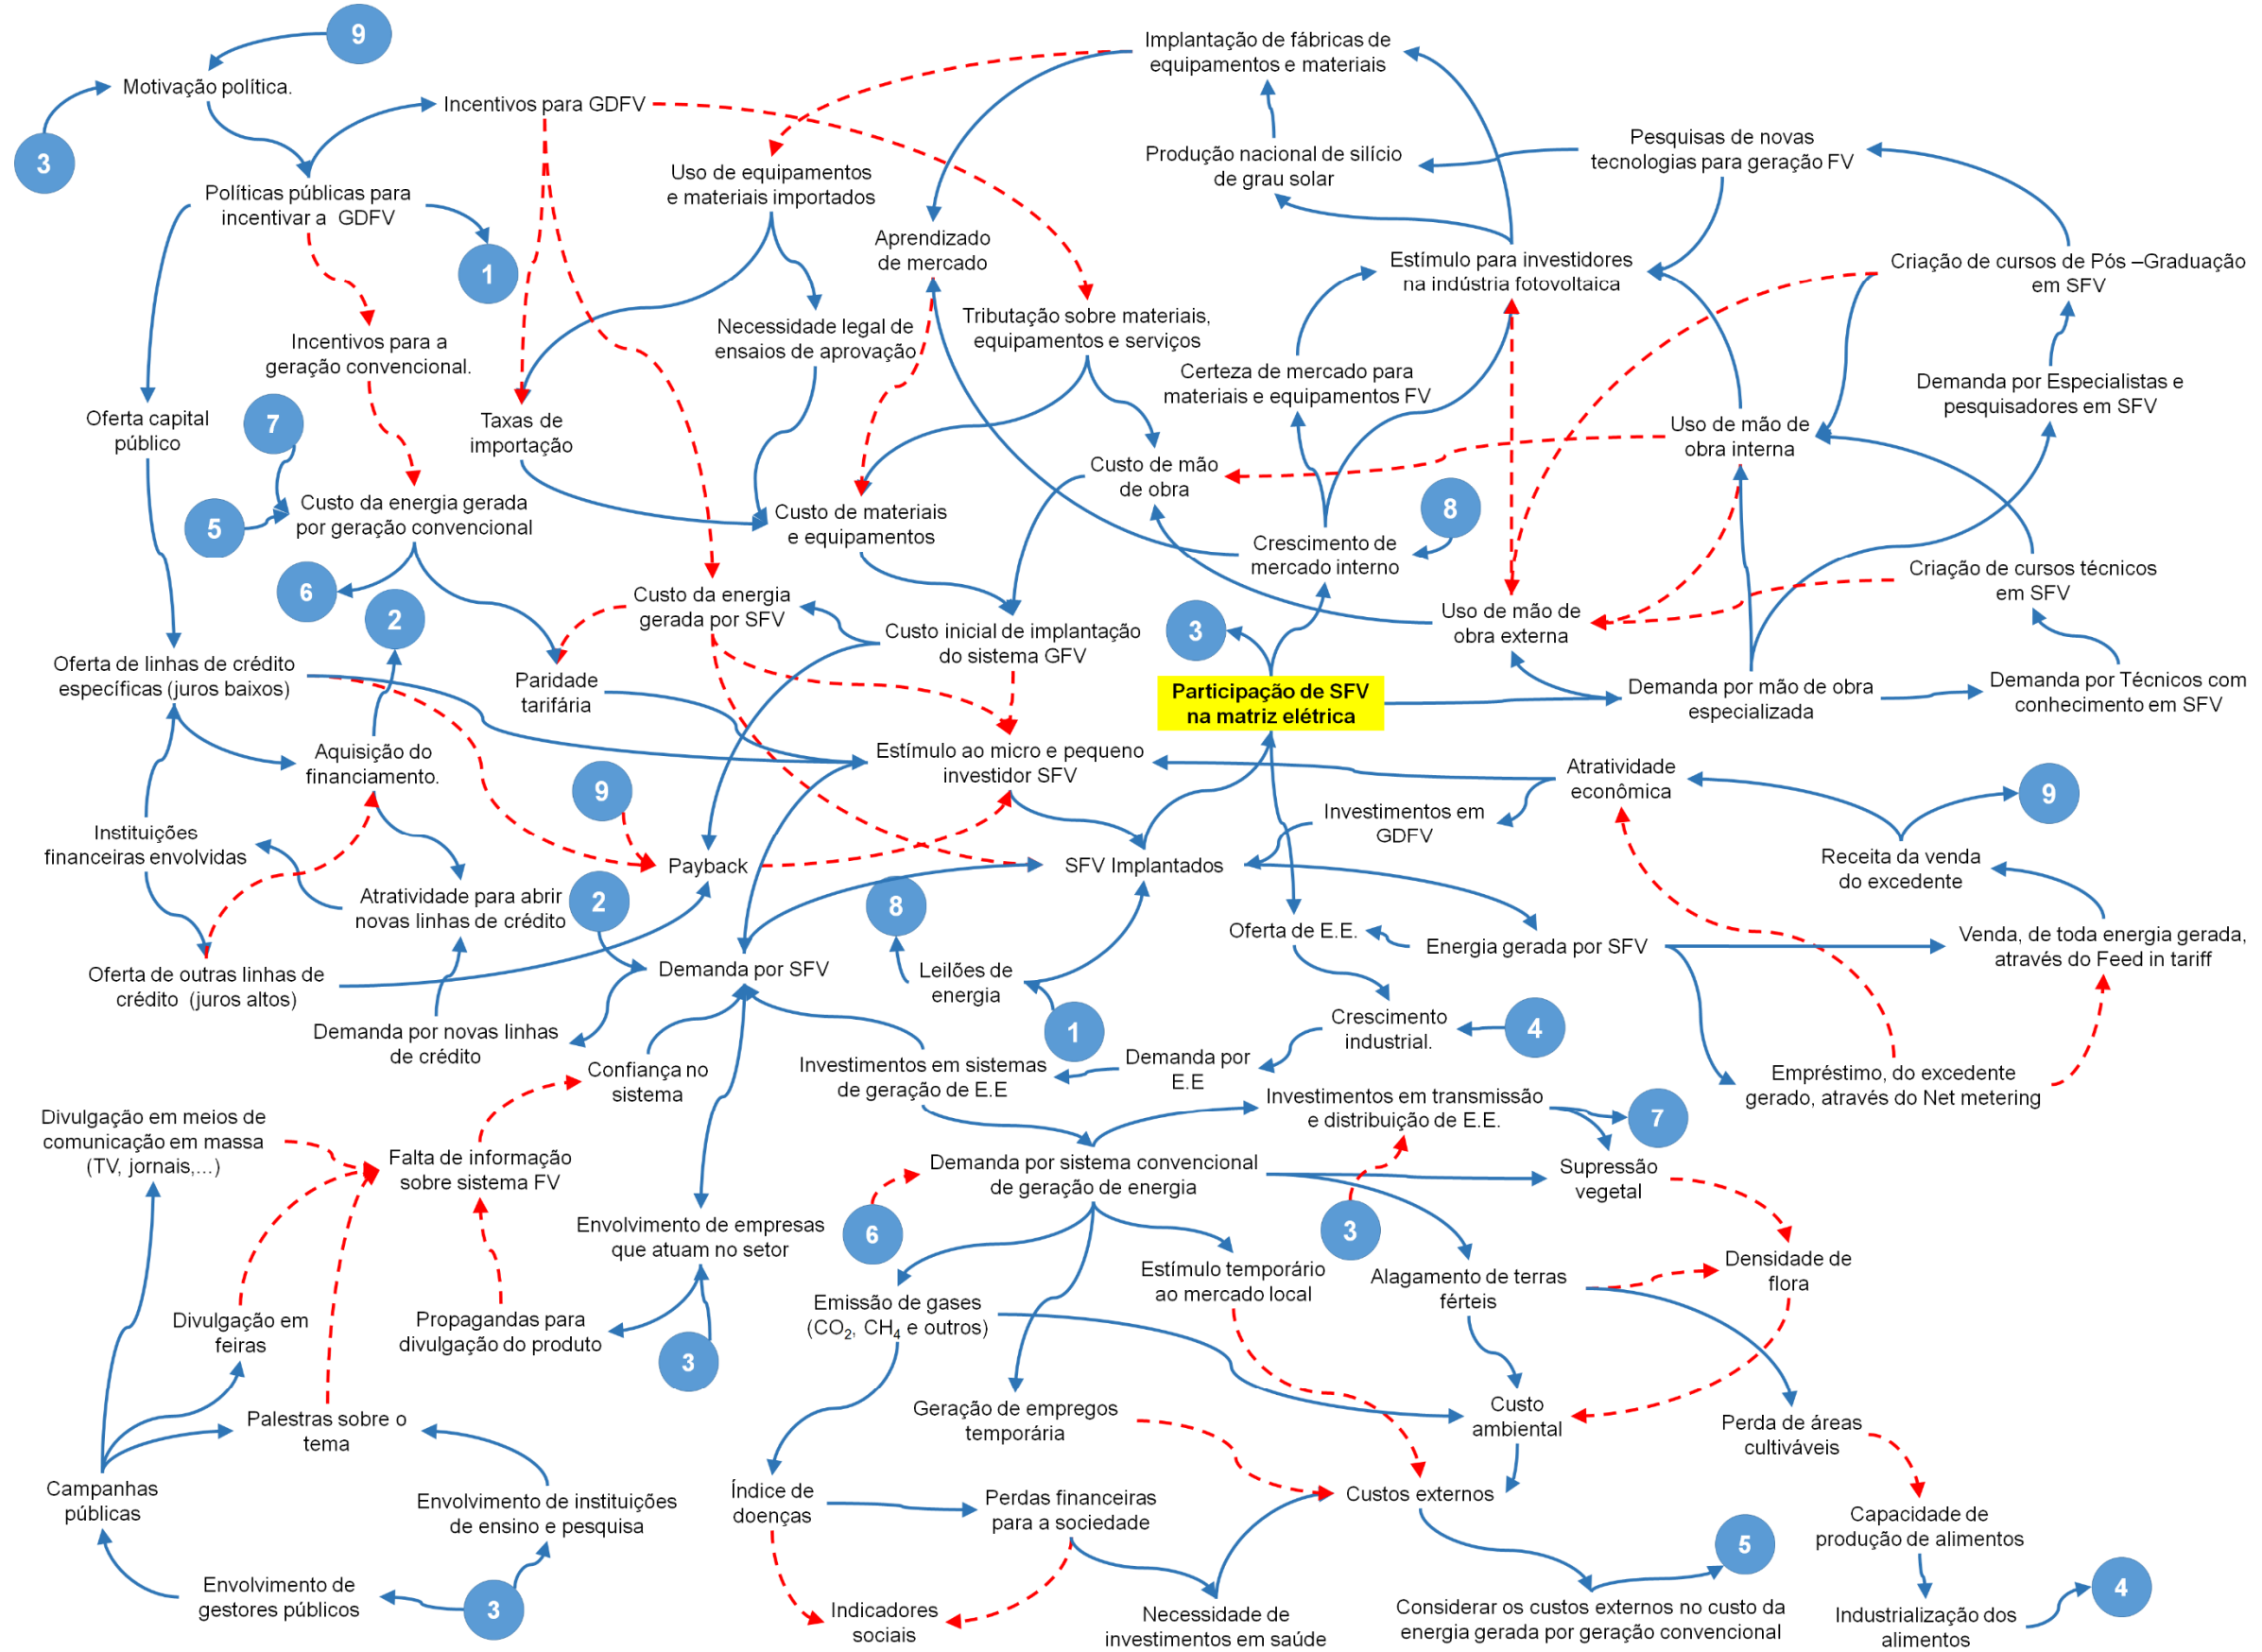 9
Implantação de fábricas de
equipamentos e materiais
Motivação política.
Incentivos para GDFV
3
Pesquisas de novas
tecnologias para geração FV
Produção nacional de silício
de grau solar
Uso de equipamentos
e materiais importados
Políticas públicas para
incentivar a  GDFV
1
Aprendizado
de mercado
Estímulo para investidores
na indústria fotovoltaica
Criação de cursos de Pós –Graduação
em SFV
Necessidade legal de
ensaios de aprovação
Tributação sobre materiais,
equipamentos e serviços
Incentivos para a
geração convencional.
Certeza de mercado para
materiais e equipamentos FV
Demanda por Especialistas e
pesquisadores em SFV
Oferta capital
público
7
Taxas de
importação
Uso de mão de
obra interna
Custo de mão
de obra
5
Custo da energia gerada
por geração convencional
Custo de materiais
e equipamentos
8
Crescimento de
mercado interno
6
2
Custo da energia
gerada por SFV
Custo inicial de implantação
do sistema GFV
3
Uso de mão de
obra externa
Criação de cursos técnicos
em SFV
Oferta de linhas de crédito
específicas (juros baixos)
Paridade
tarifária
Participação de SFV
na matriz elétrica
Demanda por mão de obra
especializada
Demanda por Técnicos com
conhecimento em SFV
Aquisição do
financiamento.
Estímulo ao micro e pequeno
investidor SFV
9
Atratividade
econômica
9
Instituições
financeiras envolvidas
Investimentos em
GDFV
Payback
SFV Implantados
Receita da venda
do excedente
Atratividade para abrir
novas linhas de crédito
2
8
Oferta de E.E.
Energia gerada por SFV
Venda, de toda energia gerada,
através do Feed in tariff
Oferta de outras linhas de
crédito  (juros altos)
Demanda por SFV
Leilões de
energia
1
Crescimento
industrial.
4
Demanda por novas linhas
de crédito
Confiança no
sistema
Investimentos em sistemas
de geração de E.E
Demanda por
E.E
Empréstimo, do excedente
gerado, através do Net metering
Divulgação em meios de
comunicação em massa
(TV, jornais,...)
Investimentos em transmissão
e distribuição de E.E.
7
Falta de informação
sobre sistema FV
Demanda por sistema convencional
de geração de energia
Supressão
vegetal
Envolvimento de empresas
que atuam no setor
6
3
Densidade de
flora
Estímulo temporário
ao mercado local
Alagamento de terras
férteis
Divulgação em
feiras
Propagandas para
divulgação do produto
3
Emissão de gases
(CO2, CH4 e outros)
Palestras sobre o
tema
Geração de empregos
temporária
Custo
ambiental
Perda de áreas
cultiváveis
Campanhas
públicas
Envolvimento de instituições
de ensino e pesquisa
Índice de
doenças
Perdas financeiras
para a sociedade
Custos externos
Capacidade de
produção de alimentos
5
Envolvimento de
gestores públicos
3
Indicadores
sociais
Necessidade de
investimentos em saúde
Considerar os custos externos no custo da
energia gerada por geração convencional
4
Industrialização dos
alimentos